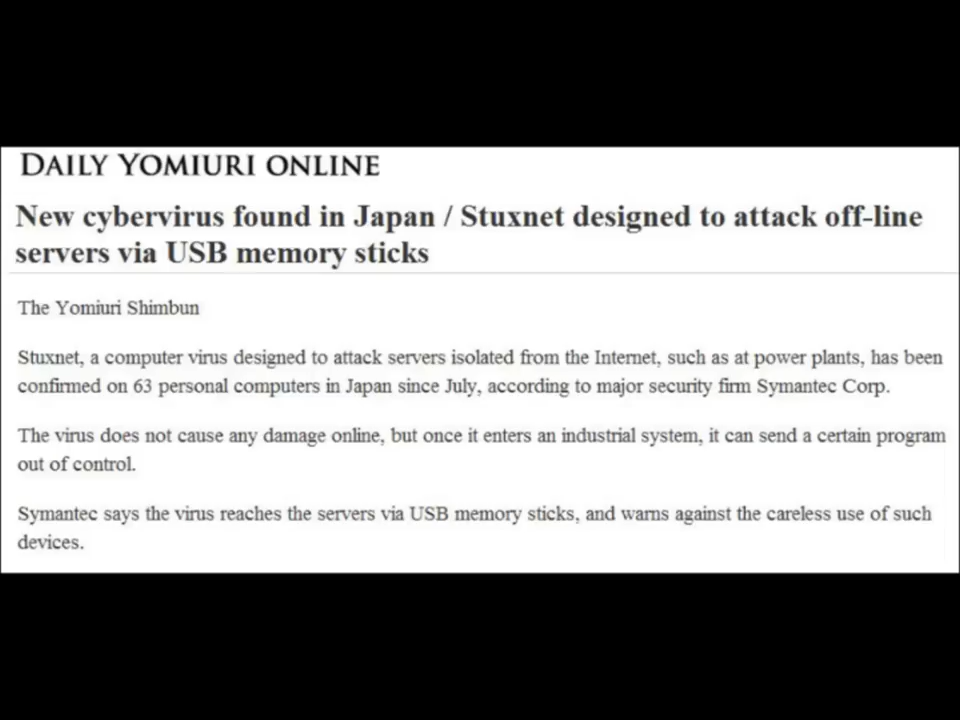 DAILY YOMIURI ONLINE
New cybervirus found in Japan / Stuxnet designed to attack off-line
servers via USB memory sticks
The Yomiuri Shimbun
Stuxnet, a computer virus designed to attack servers isolated from the Internet, such as at power plants, has been
confirmed on 63 personal computers in Japan since July, according to major security firm Symantec Corp.
The virus does not cause any damage online, but once it enters an industrial system, it can send a certain program
out of control.
Symantec says the virus reaches the servers via USB memory sticks, and warns against the careless use of such
devices.